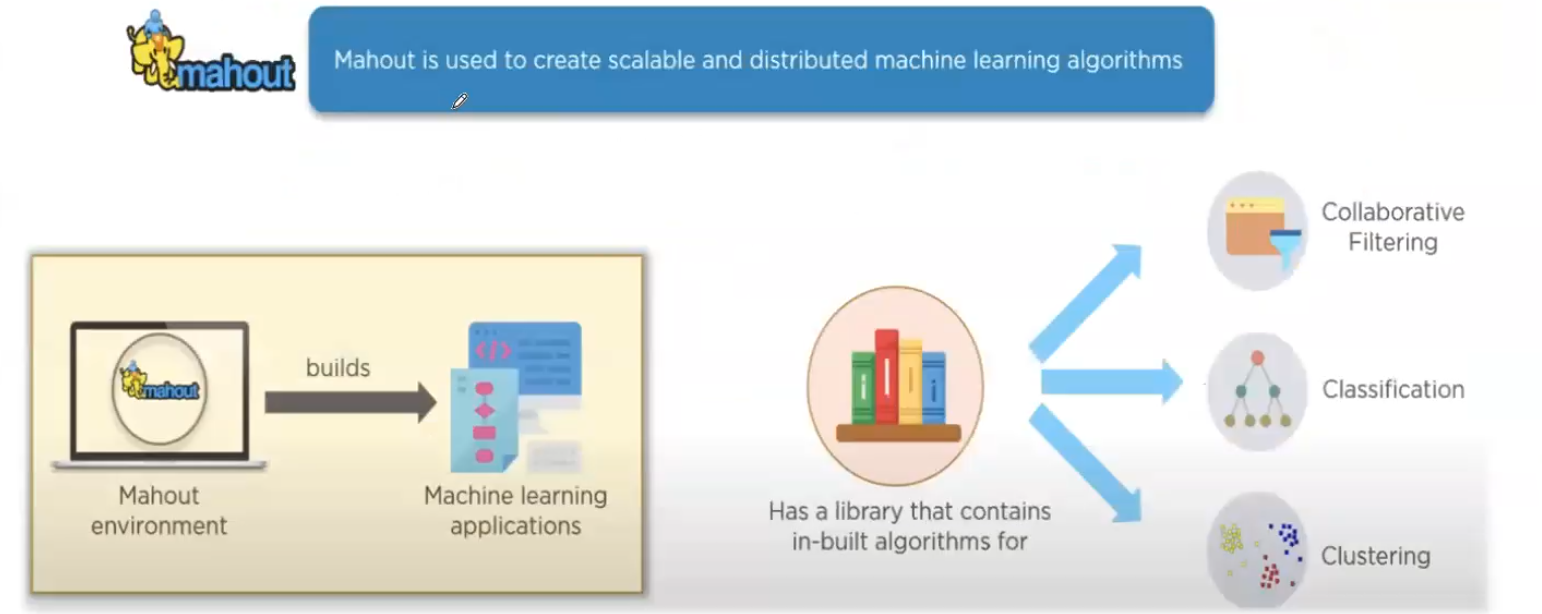 mahout
Mahout is used to create scalable and distributed machine learning algorithms
mahout
builds
</>
Mahout
environment
Machine learning
applications
Has a library that contains
in-built algorithms for
Collaborative
Filtering
Classification
Clustering